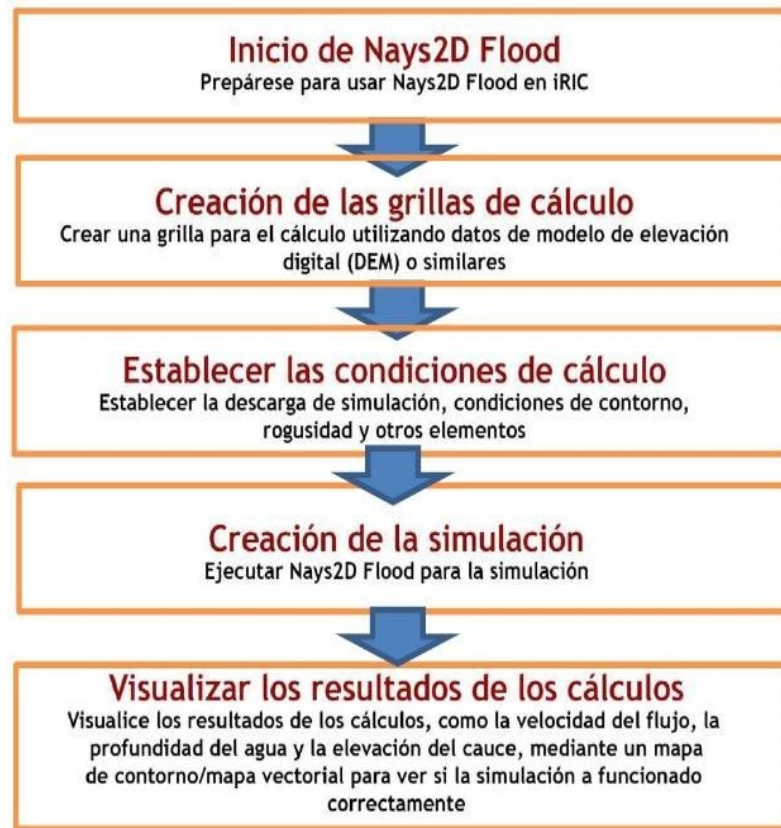 Inicio de Nays2D Flood
Prepárese para usar Nays2D Flood en iRIC
Creación de las grillas de cálculo
Crear una grilla para el cálculo utilizando datos de modelo de elevación
digital (DEM) o similares
Establecer las condiciones de cálculo
Establecer la descarga de simulación, condiciones de contorno,
rogusidad y otros elementos
Creación de la simulación
Ejecutar Nays2D Flood para la simulación
Visualizar los resultados de los cálculos
Visualice los resultados de los cálculos, como la velocidad del flujo, la
profundidad del agua y la elevación del cauce, mediante un mapa
de contorno/mapa vectorial para ver si la simulación a funcionado
correctamente